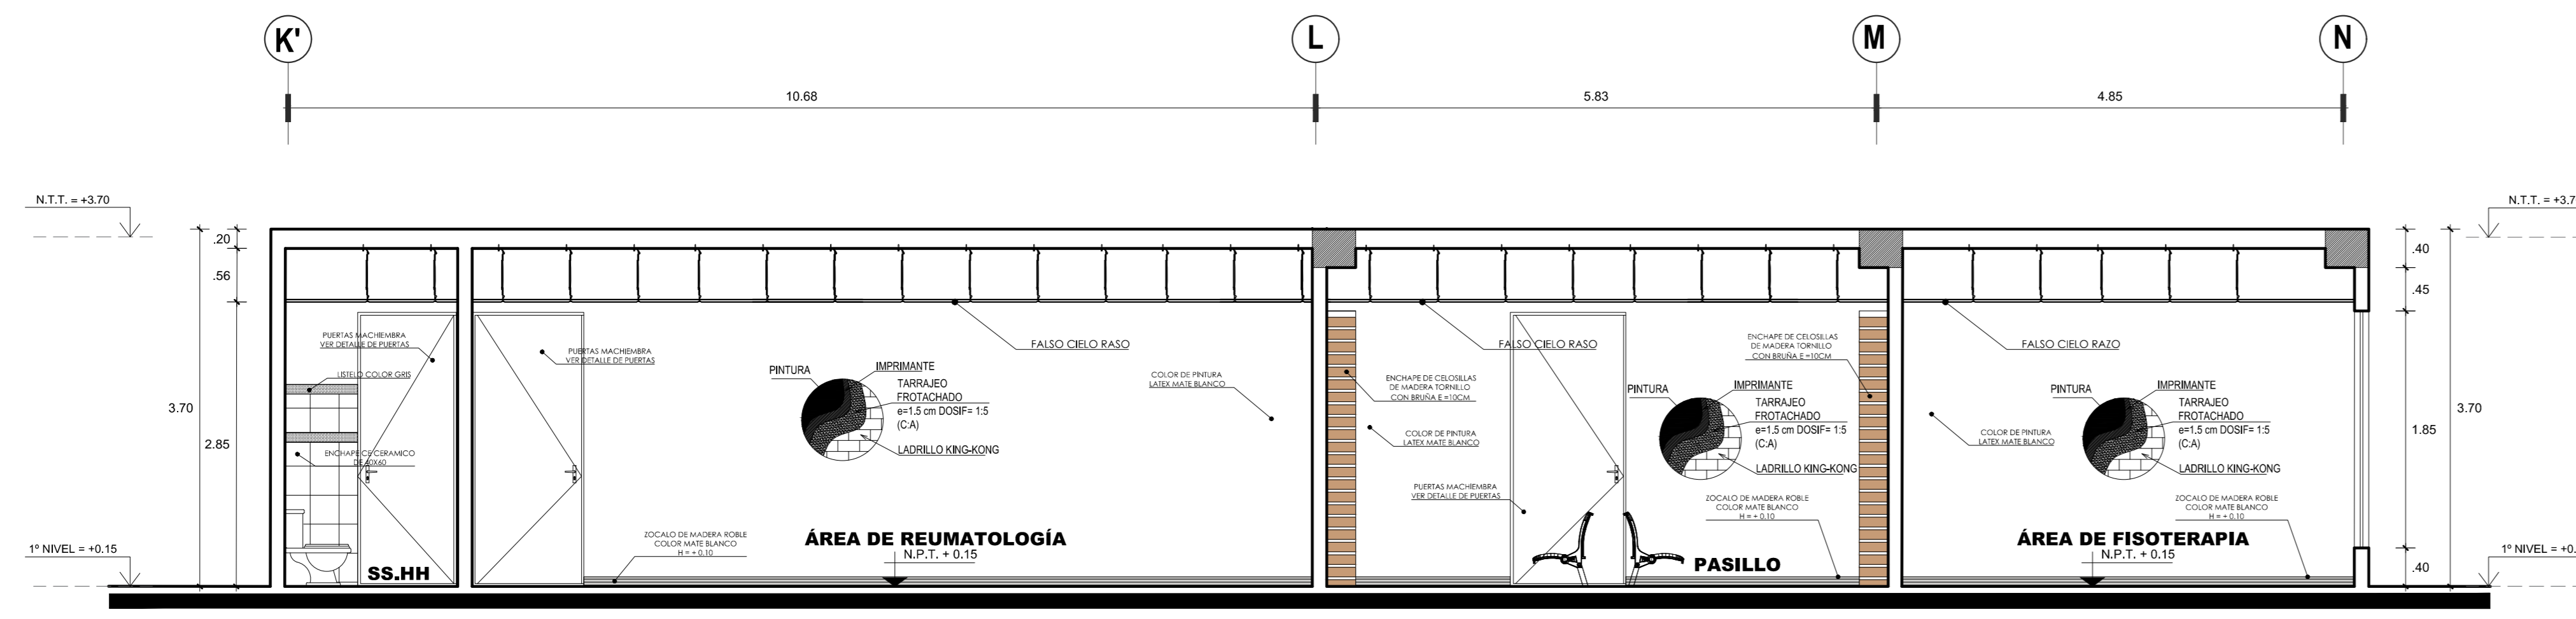 K'
L
M
N
10.68
5.83
4.85
N.T.T. = +3.70
N.T.T. = +3.7
.20
.56
3.70
2.85
.40
.45
1.85
.40
3.70
1º NIVEL = +0.15
1º NIVEL = +0.
PUERTAS MACHIEMBRA
VER DETALLE DE PUERTAS
LISTELO COLOR GRIS
ENCHAPE CE CERAMICO
DE 40X60
SS.HH
PUERTAS MACHIEMBRA
VER DETALLE DE PUERTAS
PINTURA
IMPRIMANTE
TARRAJEO
FROTACHADO
e=1.5 cm DOSIF= 1:5
(C:A)
LADRILLO KING-KONG
FALSO CIELO RASO
COLOR DE PINTURA
LATEX MATE BLANCO
ZOCALO DE MADERA ROBLE
COLOR MATE BLANCO
H = + 0.10
ÁREA DE REUMATOLOGÍA
N.P.T. + 0.15
FALSO CIELO RASO
ENCHAPE DE CELOSILLAS
DE MADERA TORNILLO
CON BRUÑA E =10CM
COLOR DE PINTURA
LATEX MATE BLANCO
PUERTAS MACHIEMBRA
VER DETALLE DE PUERTAS
ENCHAPE DE CELOSILLAS
DE MADERA TORNILLO
CON BRUÑA E =10CM
PINTURA
IMPRIMANTE
TARRAJEO
FROTACHADO
e=1.5 cm DOSIF= 1:5
(C:A)
LADRILLO KING-KONG
ZOCALO DE MADERA ROBLE
COLOR MATE BLANCO
H = + 0.10
PASILLO
FALSO CIELO RAZO
COLOR DE PINTURA
LATEX MATE BLANCO
PINTURA
IMPRIMANTE
TARRAJEO
FROTACHADO
e=1.5 cm DOSIF= 1:5
(C:A)
LADRILLO KING-KONG
ZOCALO DE MADERA ROBLE
COLOR MATE BLANCO
H = + 0.10
ÁREA DE FISOTERAPIA
N.P.T. + 0.15